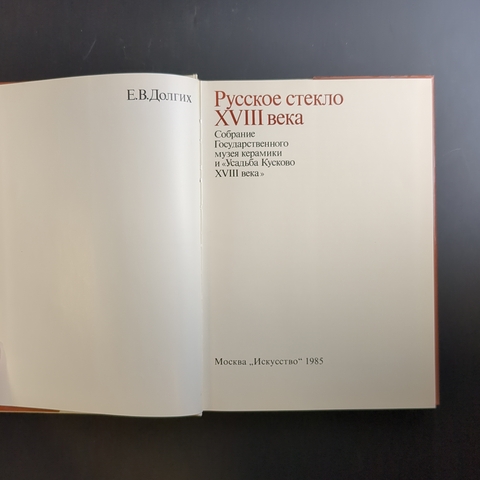 Е.В.Долгих
Русское стекло
XVIII века
Собрание
Государственного
музея керамики
и «Усадьба Кусково
XVIII века»
Москва „Искусство“ 1985